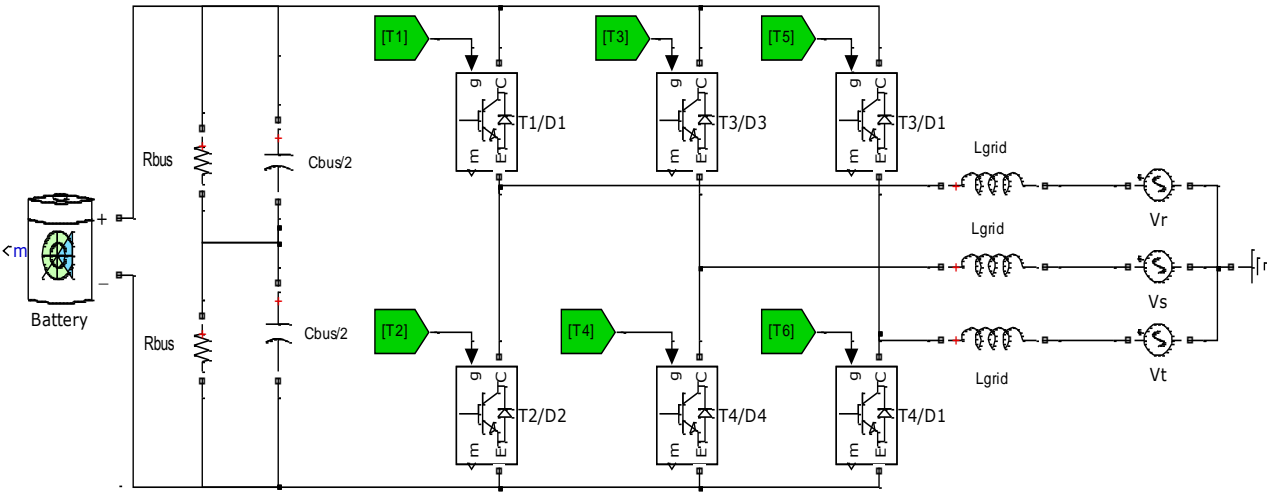 [T1]
[T3]
[T5]
g C
m E
T1/D1
g C
m E
T3/D3
g C
m E
T3/D1
Rbus
Cbus/2
Lgrid
Vr
+
m
−
Battery
Lgrid
Vs
Rbus
Cbus/2
[T2]
[T4]
[T6]
Lgrid
Vt
g C
m E
T2/D2
g C
m E
T4/D4
g C
m E
T4/D1